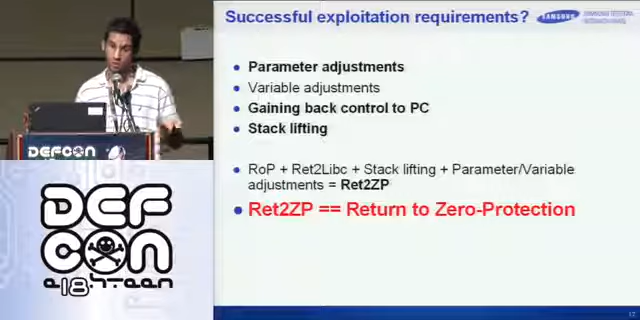 Successful exploitation requirements?
SAMSUNG
• Parameter adjustments
• Variable adjustments
• Gaining back control to PC
• Stack lifting
• RoP + Ret2Libc + Stack lifting + Parameter/Variable
adjustments = Ret2ZP
• Ret2ZP == Return to Zero-Protection
DEFCON
DEF
CON
e18hteen